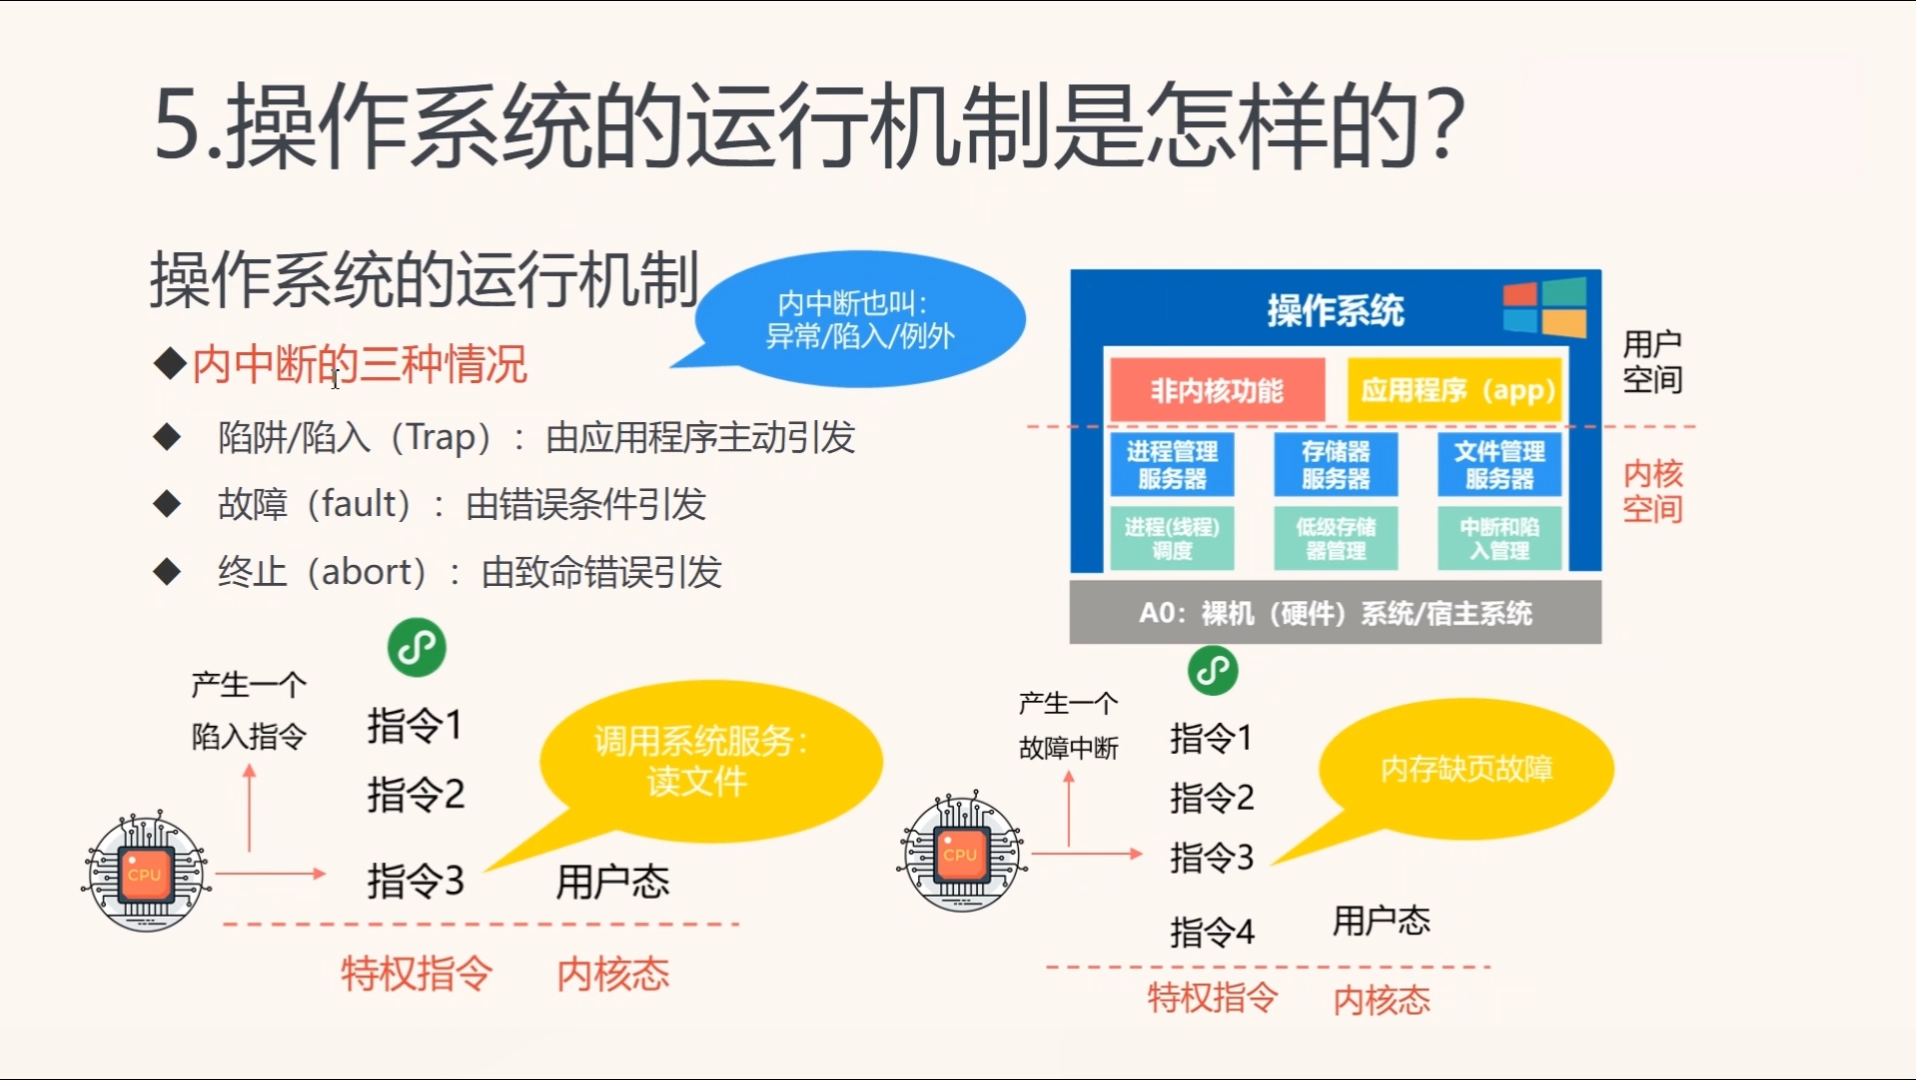 5.操作系统的运行机制是怎样的?
操作系统的运行机制
内中断也叫：
异常/陷入/例外
◆内中断的三种情况
◆ 陷阱/陷入（Trap）：由应用程序主动引发
◆ 故障（fault）：由错误条件引发
◆ 终止（abort）：由致命错误引发
操作系统
非内核功能
应用程序（app）
用户
空间
进程管理
服务器
存储器
服务器
文件管理
服务器
内核
空间
进程(线程)
调度
低级存储
器管理
中断和陷
入管理
A0：裸机（硬件）系统/宿主系统
产生一个
陷入指令
指令1
指令2
指令3
调用系统服务：
读文件
CPU
用户态
特权指令
内核态
产生一个
故障中断
指令1
指令2
指令3
指令4
内存缺页故障
CPU
用户态
特权指令
内核态